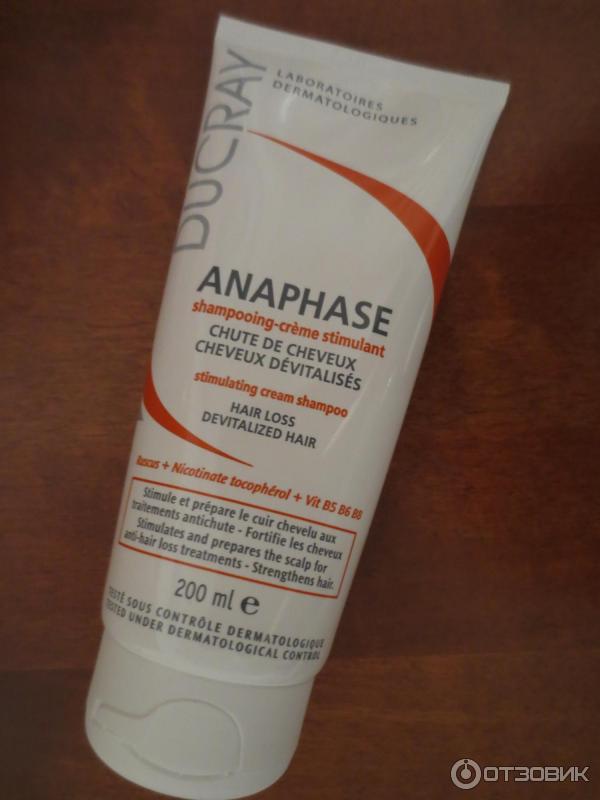 DUCRAY
LABORATOIRES
DERMATOLOGIQUES
ANAPHASE
shampooing-crème stimulant
CHUTE DE CHEVEUX
CHEVEUX DÉVITALISÉS
stimulating cream shampoo
HAIR LOSS
DEVITALIZED HAIR
Ruscus + Nicotinate tocophérol + Vit B5 B6 B8
Stimule et prépare le cuir chevelu aux
traitements antichute - Fortifie les cheveux
Stimulates and prepares the scalp for
anti-hair loss treatments - Strengthens hair.
200 ml e
TESTÉ SOUS CONTRÔLE DERMATOLOGIQUE
TESTED UNDER DERMATOLOGICAL CONTROL
ОТЗОВИК